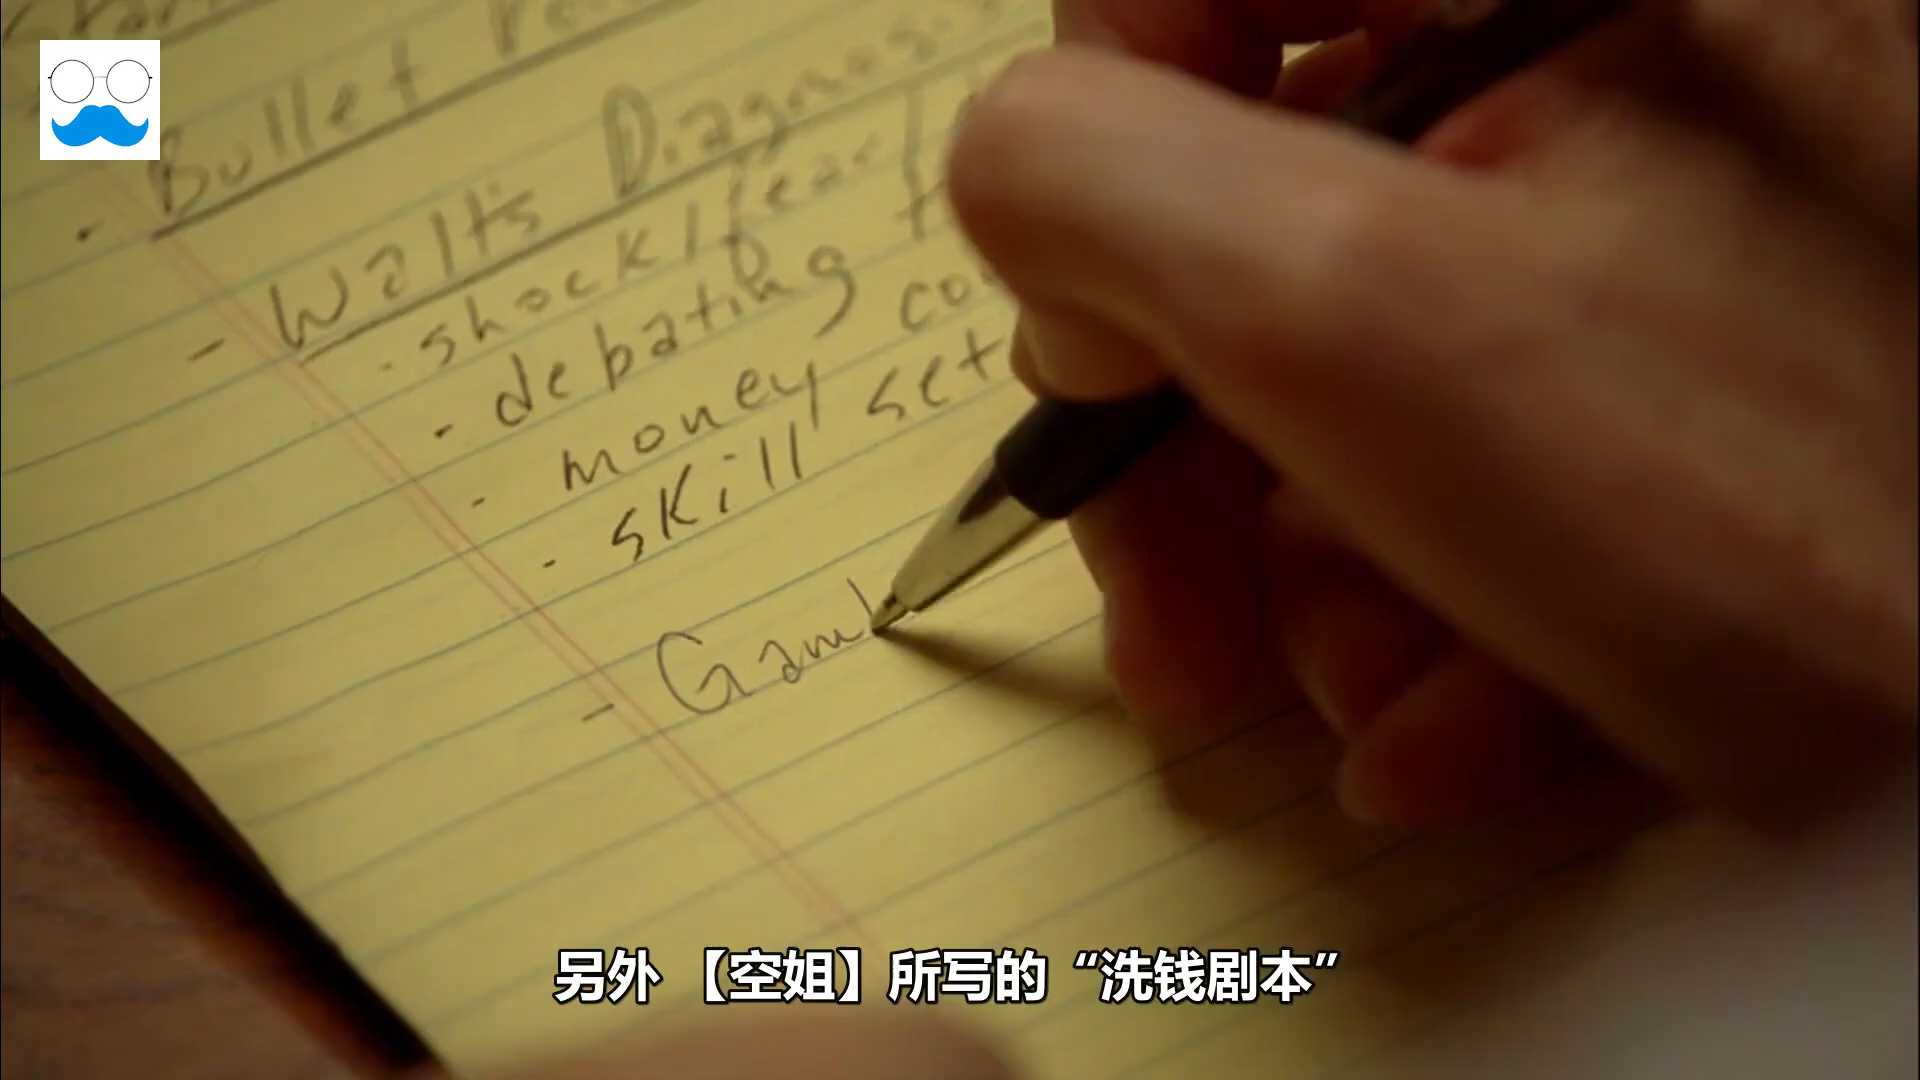 Bullet
- Walt's Diagnosis
· shock/fear
· debating
· money
· skill set
- Gam
另外 【空姐】所写的“洗钱剧本”